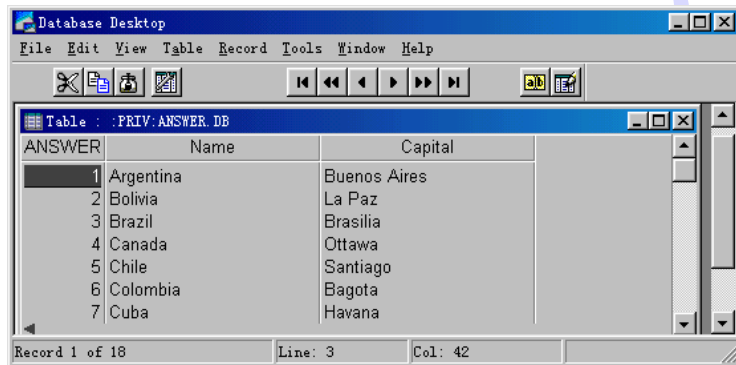 Database Desktop
File Edit View Table Record Tools Window Help
ab
Table : :PRIV:ANSWER.DB
ANSWER Name Capital
1 Argentina Buenos Aires
2 Bolivia La Paz
3 Brazil Brasilia
4 Canada Ottawa
5 Chile Santiago
6 Colombia Bagota
7 Cuba Havana
Record 1 of 18 Line: 3 Col: 42